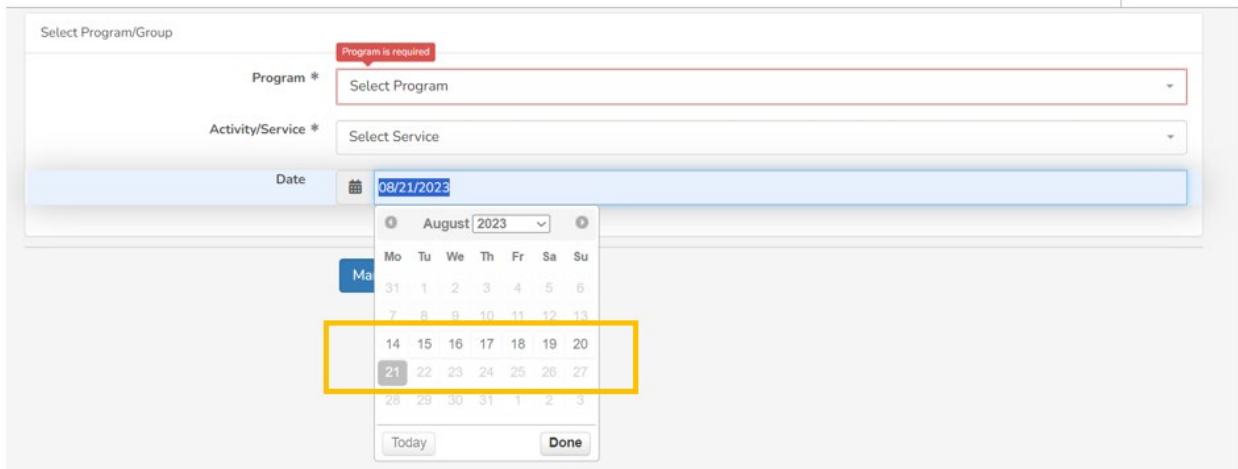 Select Program/Group
Program is required
Program *
Select Program
Activity/Service *
Select Service
Date
08/21/2023
August 2023
Mo Tu We Th Fr Sa Su
Ma
31 1 2 3 4 5 6
7 8 9 10 11 12 13
14 15 16 17 18 19 20
21 22 23 24 25 26 27
28 29 30 31 1 2 3
Today Done